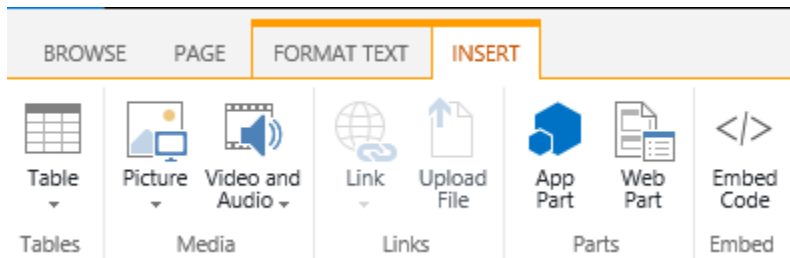 BROWSE PAGE FORMAT TEXT INSERT
Table Picture Video and Link Upload App Web Embed
Audio File Part Part Code
Tables Media Links Parts Embed